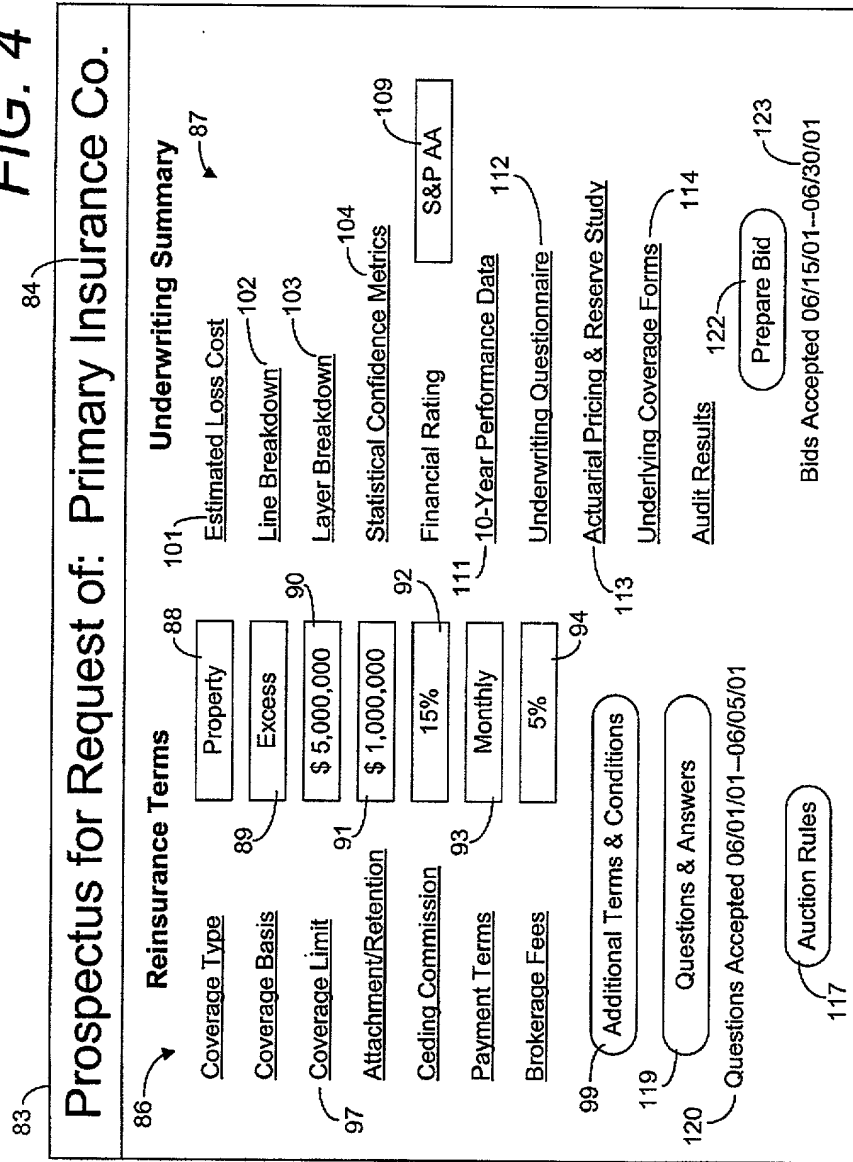 FIG. 4
83
84
Prospectus for Request of: Primary Insurance Co.
86
Reinsurance Terms
Coverage Type
88
Property
Coverage Basis
89
Excess
Coverage Limit
97
90
$ 5,000,000
Attachment/Retention
91
$ 1,000,000
Ceding Commission
92
15%
Payment Terms
93
Monthly
Brokerage Fees
94
5%
99
Additional Terms & Conditions
119
Questions & Answers
120
Questions Accepted 06/01/01--06/05/01
117
Auction Rules
Underwriting Summary
87
101
Estimated Loss Cost
Line Breakdown
102
Layer Breakdown
103
Statistical Confidence Metrics
104
Financial Rating
S&P AA
109
111
10-Year Performance Data
Underwriting Questionnaire
112
113
Actuarial Pricing & Reserve Study
Underlying Coverage Forms
114
Audit Results
122
Prepare Bid
Bids Accepted 06/15/01--06/30/01
123